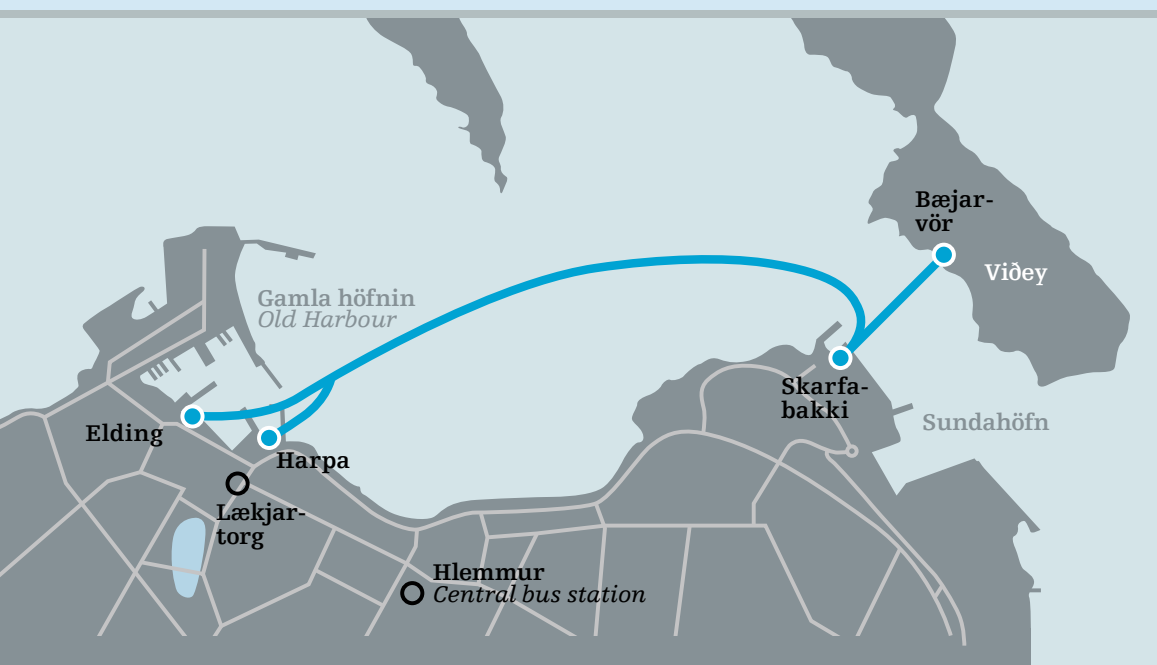 Bæjar-
vör
Viðey
Gamla höfnin
Old Harbour
Skarfa-
bakki
Sundahöfn
Elding
Harpa
Lækjar-
torg
Hlemmur
Central bus station